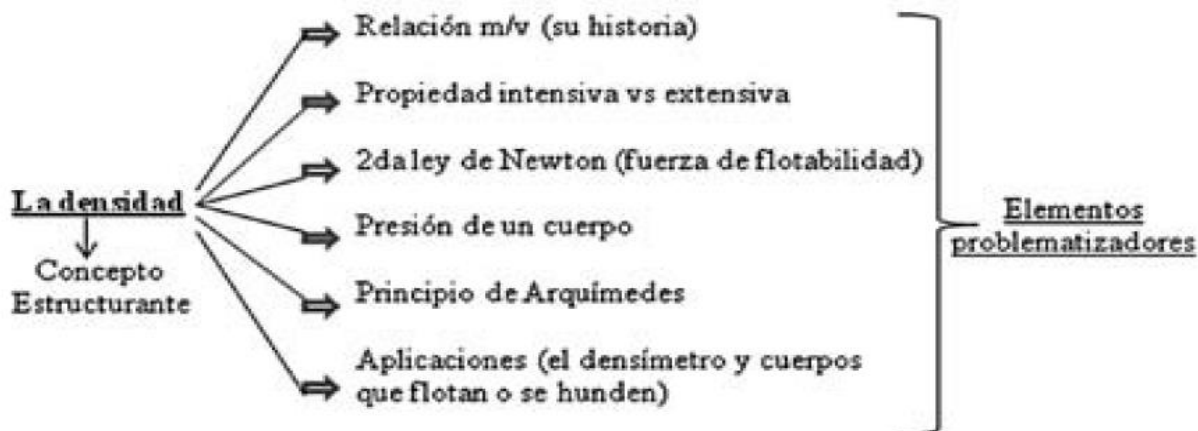 Relación m/v (su historia)
Propiedad intensiva vs extensiva
2da ley de Newton (fuerza de flotabilidad)
La densidad
Presión de un cuerpo
Concepto
Estructurante
Principio de Arquímedes
Aplicaciones (el densímetro y cuerpos
que flotan o se hunden)
Elementos
problematizadores